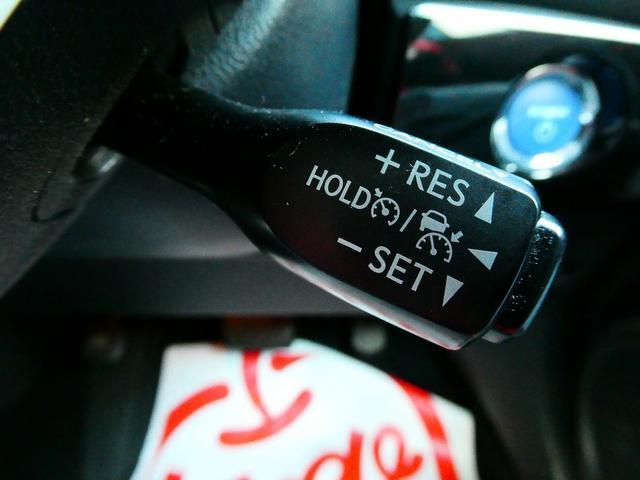 + RES
HOLD /
- SET